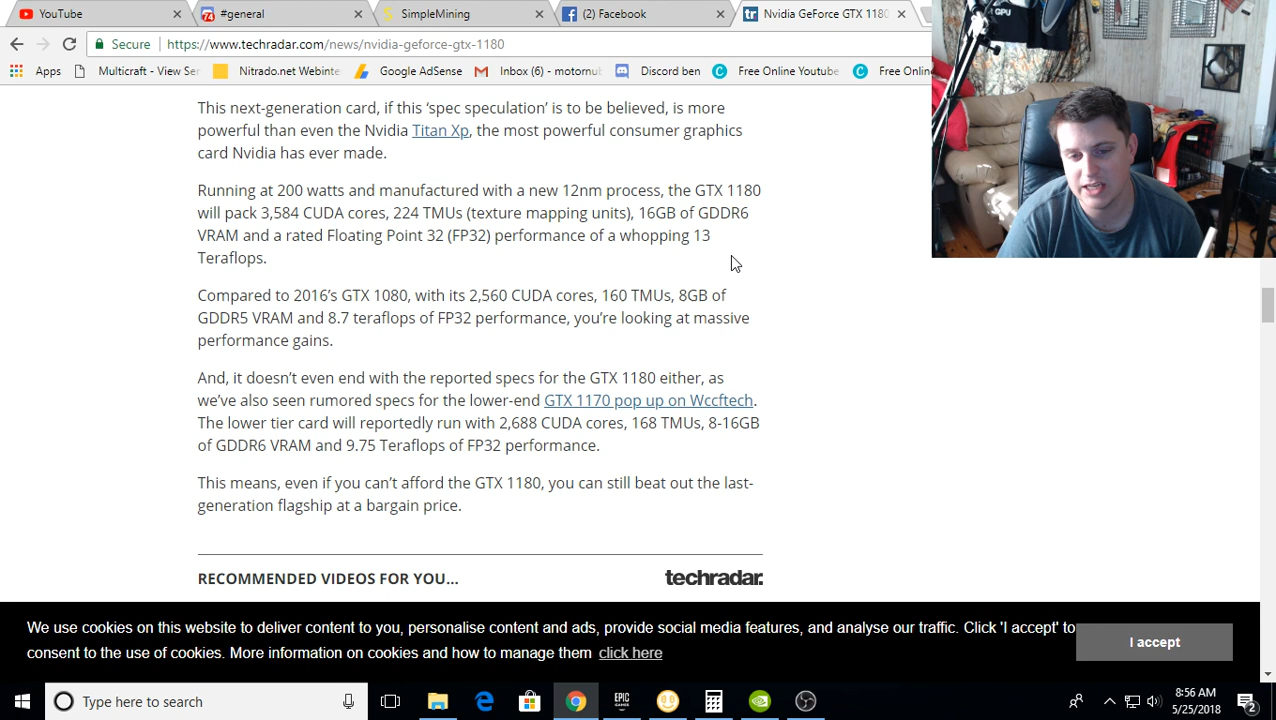 YouTube
#general
SimpleMining
(2) Facebook
Nvidia GeForce GTX 1180
Secure
https://www.techradar.com/news/nvidia-geforce-gtx-1180
Apps
Multicraft - View Ser
Nitrado.net Webinte
Google AdSense
Inbox (6) - motornu
Discord ben
Free Online Youtube
Free Onlin
GPU
This next-generation card, if this ‘spec speculation’ is to be believed, is more
powerful than even the Nvidia Titan Xp, the most powerful consumer graphics
card Nvidia has ever made.
Running at 200 watts and manufactured with a new 12nm process, the GTX 1180
will pack 3,584 CUDA cores, 224 TMUs (texture mapping units), 16GB of GDDR6
VRAM and a rated Floating Point 32 (FP32) performance of a whopping 13
Teraflops.
Compared to 2016’s GTX 1080, with its 2,560 CUDA cores, 160 TMUs, 8GB of
GDDR5 VRAM and 8.7 teraflops of FP32 performance, you’re looking at massive
performance gains.
And, it doesn’t even end with the reported specs for the GTX 1180 either, as
we’ve also seen rumored specs for the lower-end GTX 1170 pop up on Wccftech.
The lower tier card will reportedly run with 2,688 CUDA cores, 168 TMUs, 8-16GB
of GDDR6 VRAM and 9.75 Teraflops of FP32 performance.
This means, even if you can’t afford the GTX 1180, you can still beat out the last-
generation flagship at a bargain price.
RECOMMENDED VIDEOS FOR YOU...
techradar.
We use cookies on this website to deliver content to you, personalise content and ads, provide social media features, and analyse our traffic. Click 'I accept' to
consent to the use of cookies. More information on cookies and how to manage them click here
I accept
Type here to search
EPIC
GAMES
8:56 AM
5/25/2018
2